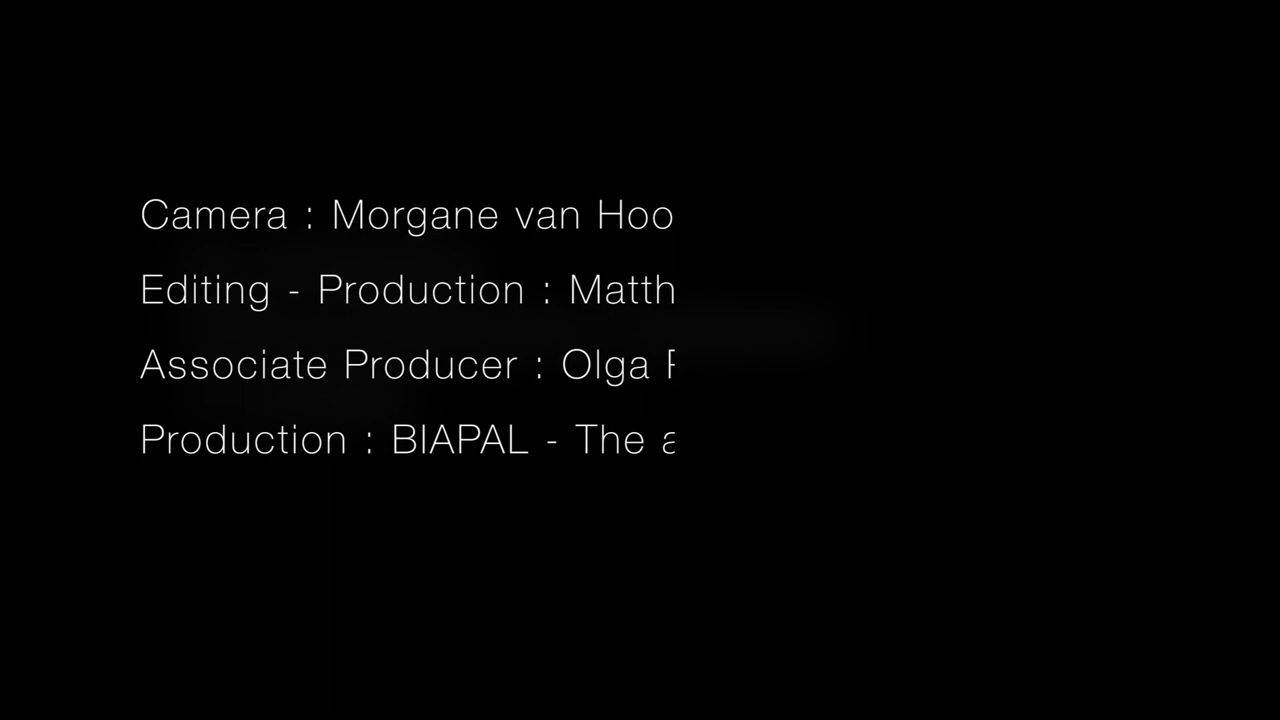 Camera : Morgane van Hoo
Editing - Production : Matth
Associate Producer : Olga
Production : BIAPAL - The a